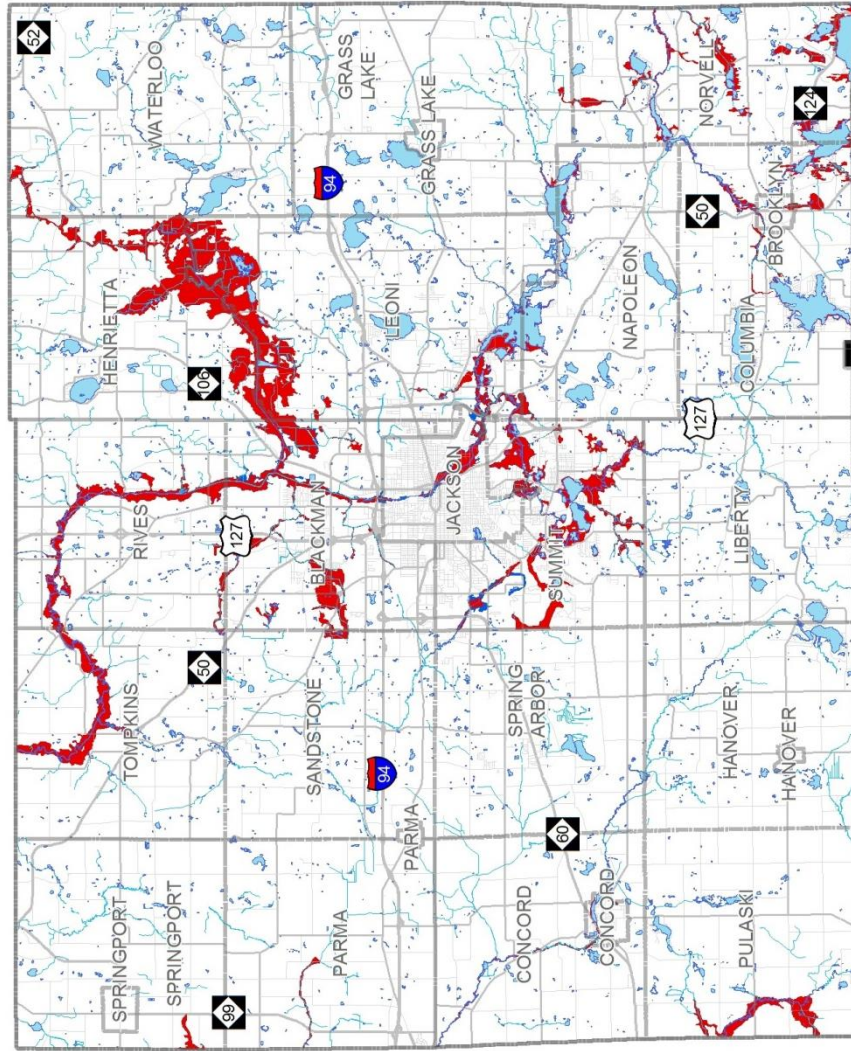 52
SPRINGPORT
HENRIETTA
TOMPKINS
RIVES
WATERLOO
SPRINGPORT
50
106
99
127
SANDSTONE
BLACKMAN
94
PARMA
GRASS
LAKE
94
LEONI
PARMA
GRASS LAKE
JACKSON
CONCORD
SPRING
ARBOR
SUMMIT
60
CONCORD
NAPOLEON
127
50
NORVELL
HANOVER
LIBERTY
PULASKI
COLUMBIA
BROOKLYN
HANOVER
124